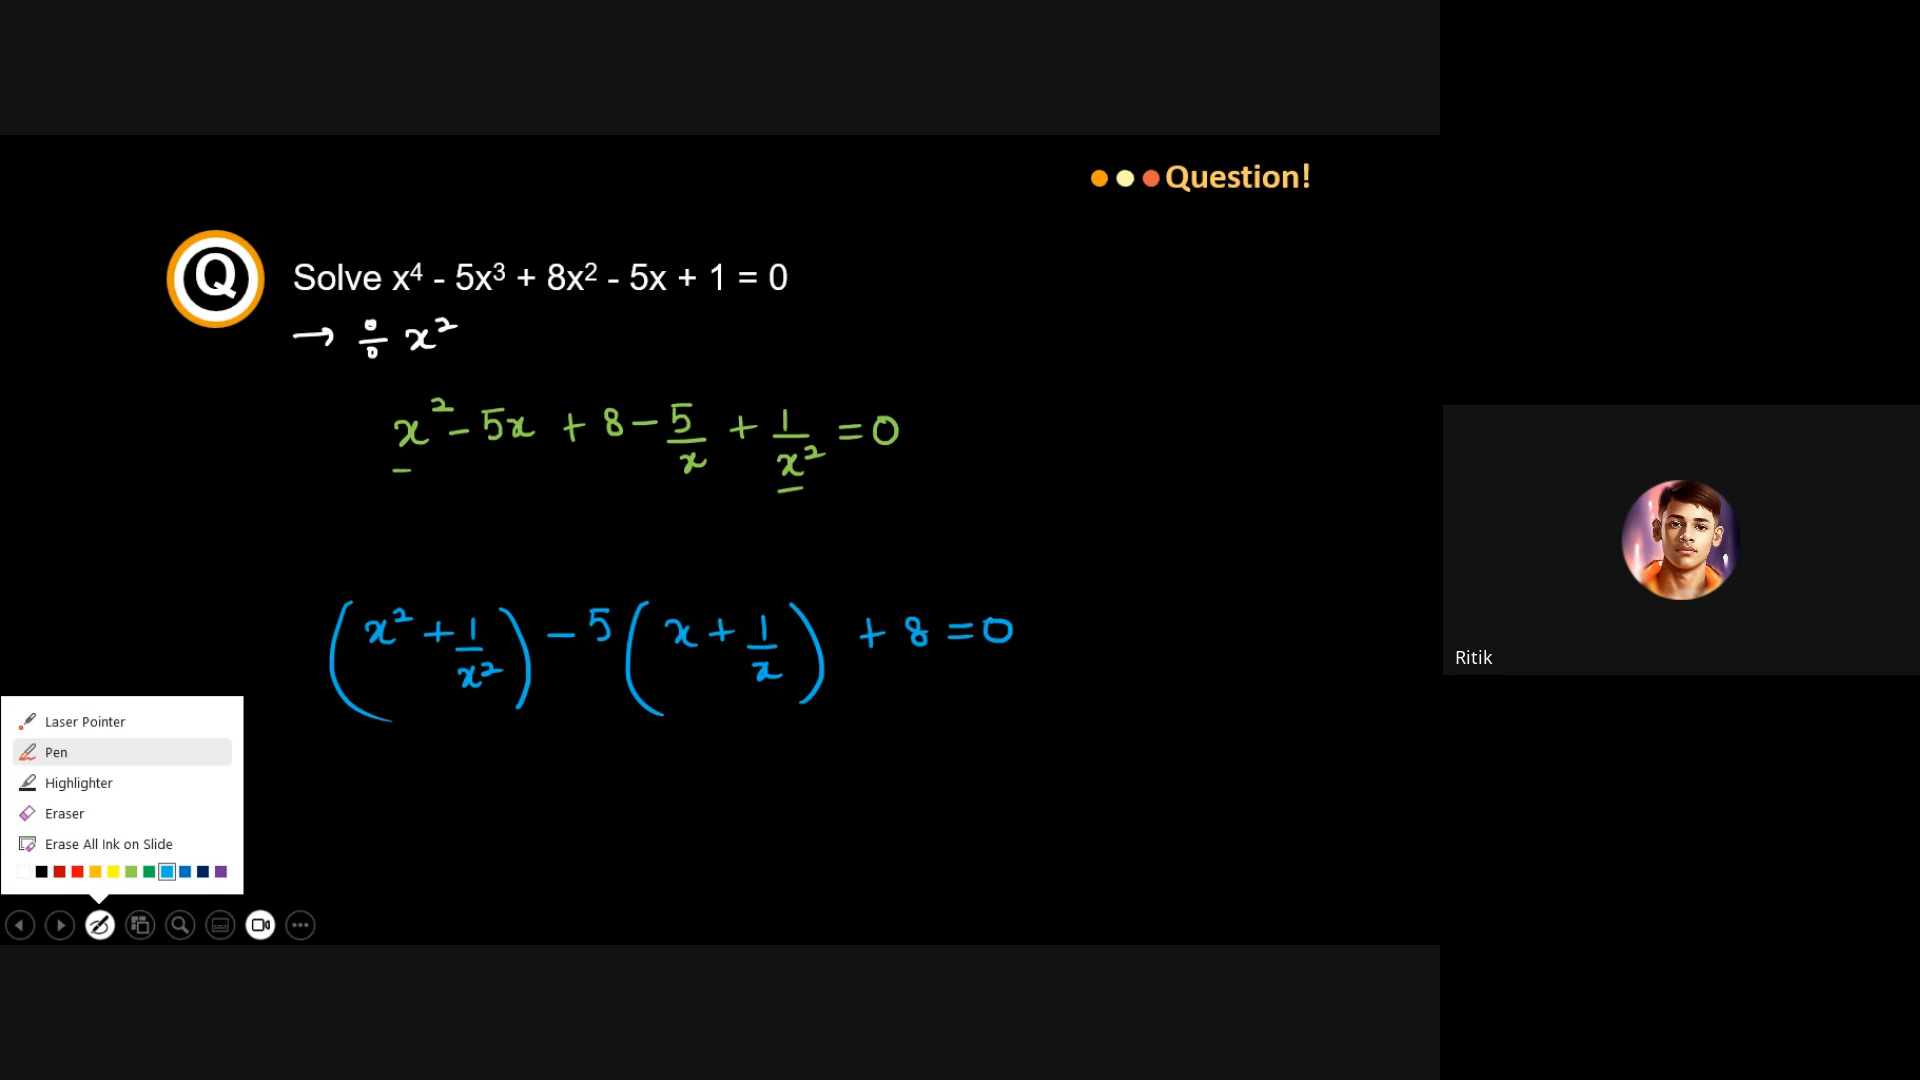 Question!
Q
Solve x⁴ - 5x³ + 8x² - 5x + 1 = 0
→ ÷ x²
x² - 5x + 8 - 5/x + 1/x² = 0
(x² + 1/x²) - 5 (x + 1/x) + 8 = 0
Laser Pointer
Pen
Highlighter
Eraser
Erase All Ink on Slide
Ritik